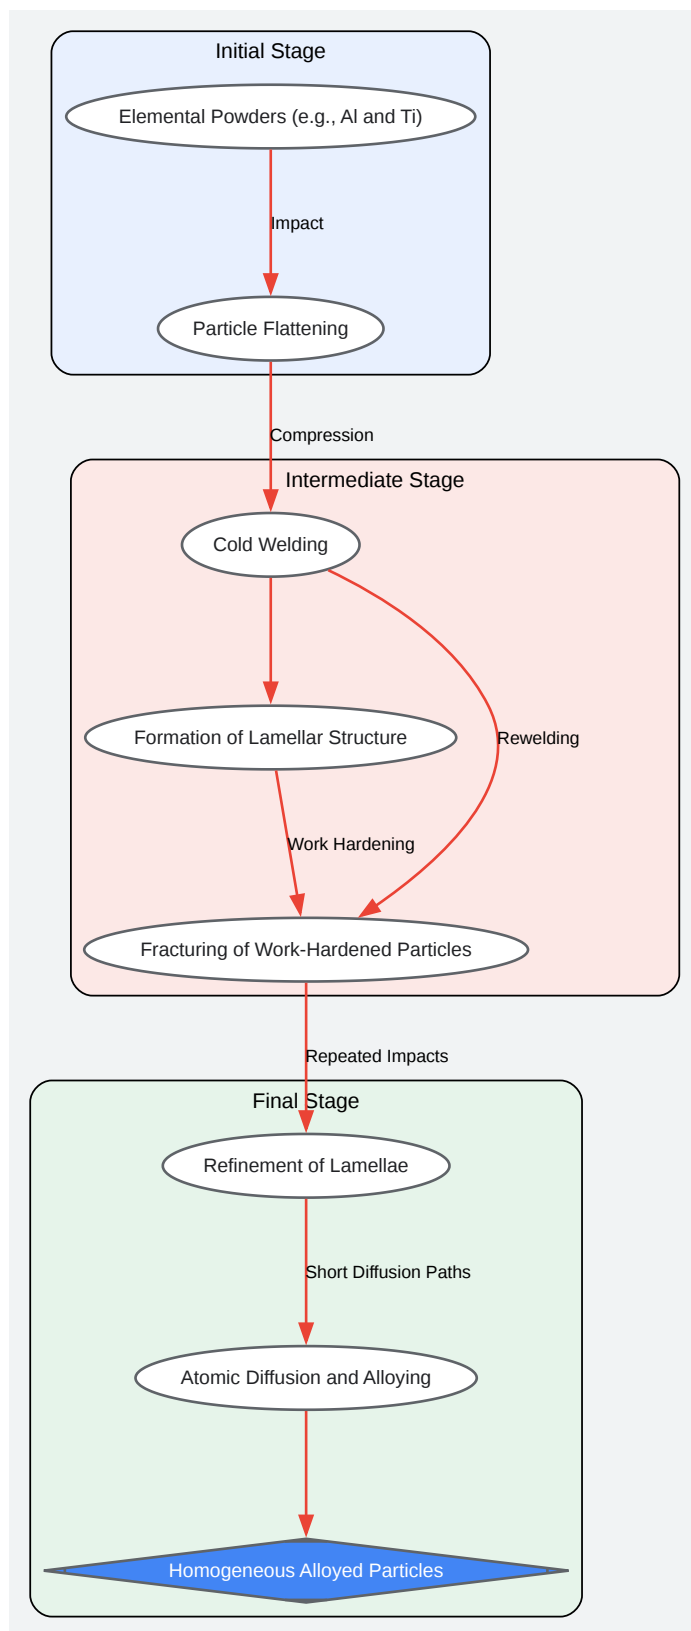 Initial Stage
Elemental Powders (e.g., Al and Ti)
Impact
Particle Flattening
Compression
Intermediate Stage
Cold Welding
Formation of Lamellar Structure
Rewelding
Work Hardening
Fracturing of Work-Hardened Particles
Repeated Impacts
Final Stage
Refinement of Lamellae
Short Diffusion Paths
Atomic Diffusion and Alloying
Homogeneous Alloyed Particles